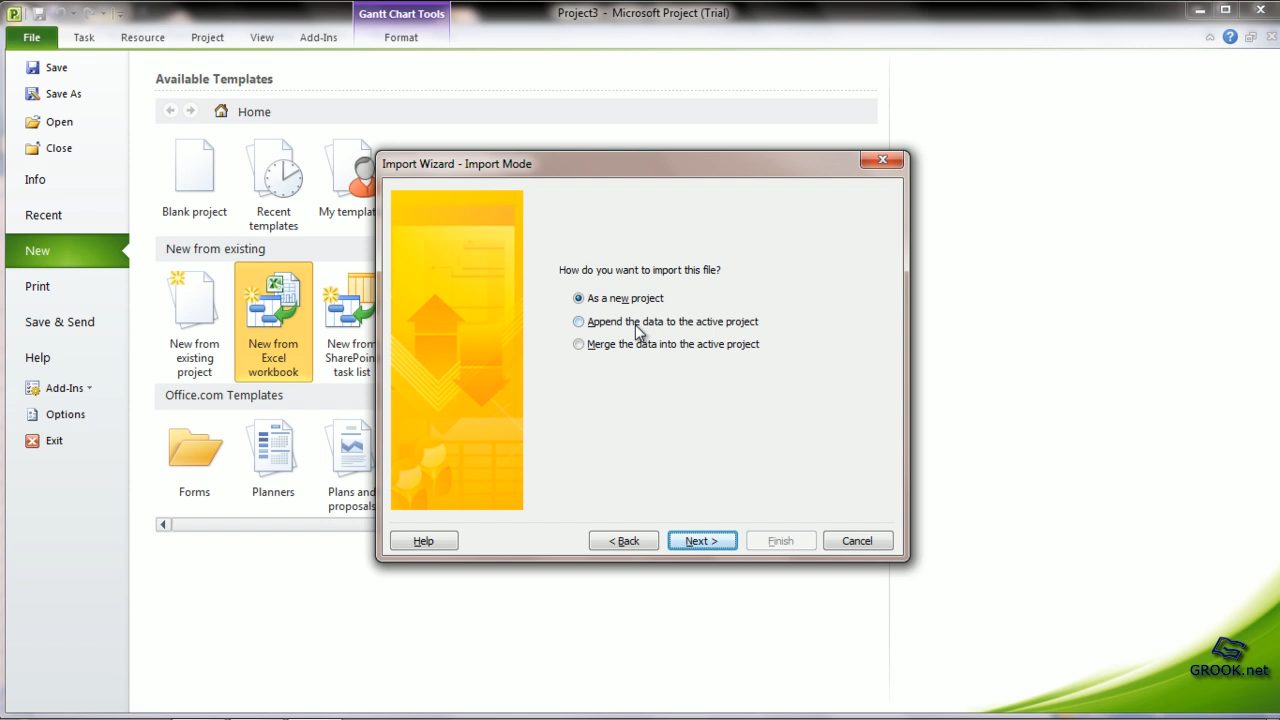 Gantt Chart Tools
Project3 - Microsoft Project (Trial)
File
Task
Resource
Project
View
Add-Ins
Format
Save
Save As
Open
Close
Info
Recent
New
Print
Save & Send
Help
Add-Ins
Options
Exit
Available Templates
Home
Blank project
Recent
templates
My templat
New from existing
New from
existing
project
New from
Excel
workbook
New from
SharePoint
task list
Office.com Templates
Forms
Planners
Plans and
proposals
Import Wizard - Import Mode
How do you want to import this file?
As a new project
Append the data to the active project
Merge the data into the active project
Help
< Back
Next >
Finish
Cancel
GROOK.net